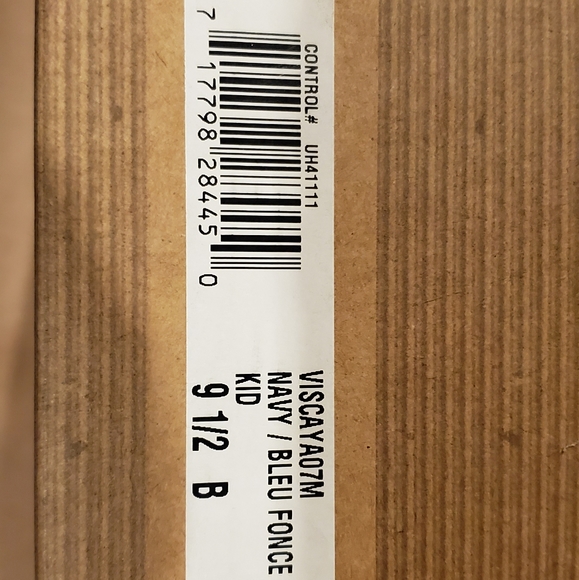 CONTROL# UH41111
7 17798 28445 0
VISCAYA07M
NAVY / BLEU FONCE
KID
9 1/2 B